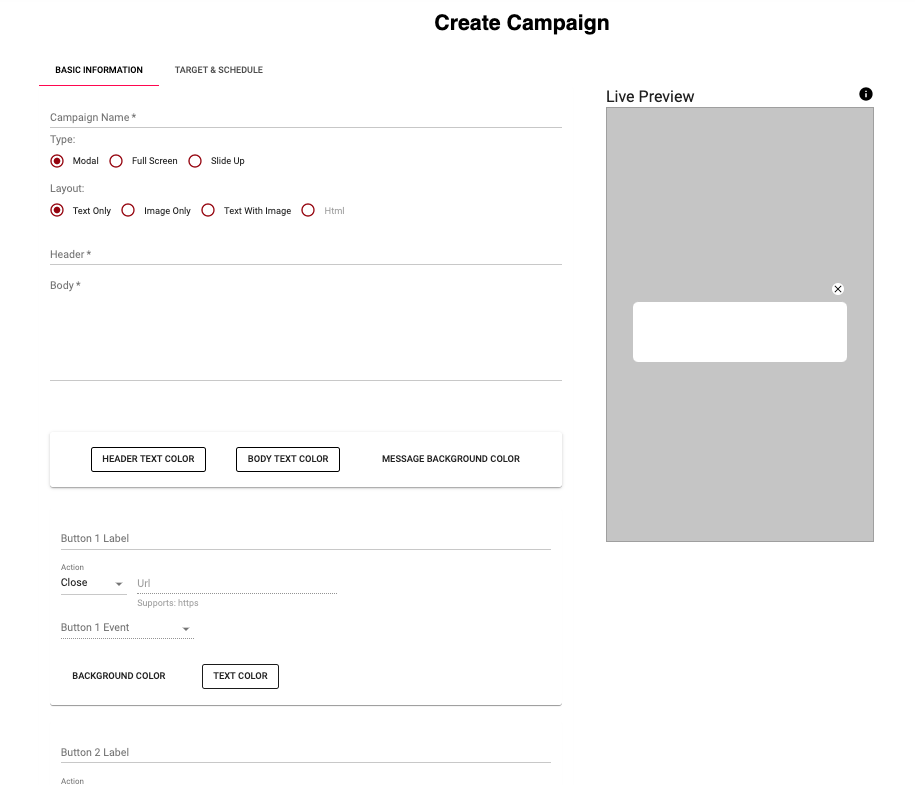 Create Campaign
BASIC INFORMATION TARGET & SCHEDULE
Live Preview
Campaign Name *
Type:
Modal Full Screen Slide Up
Layout:
Text Only Image Only Text With Image Html
Header *
Body *
HEADER TEXT COLOR BODY TEXT COLOR MESSAGE BACKGROUND COLOR
Button 1 Label
Action
Close Url
Supports: https
Button 1 Event
BACKGROUND COLOR TEXT COLOR
Button 2 Label
Action